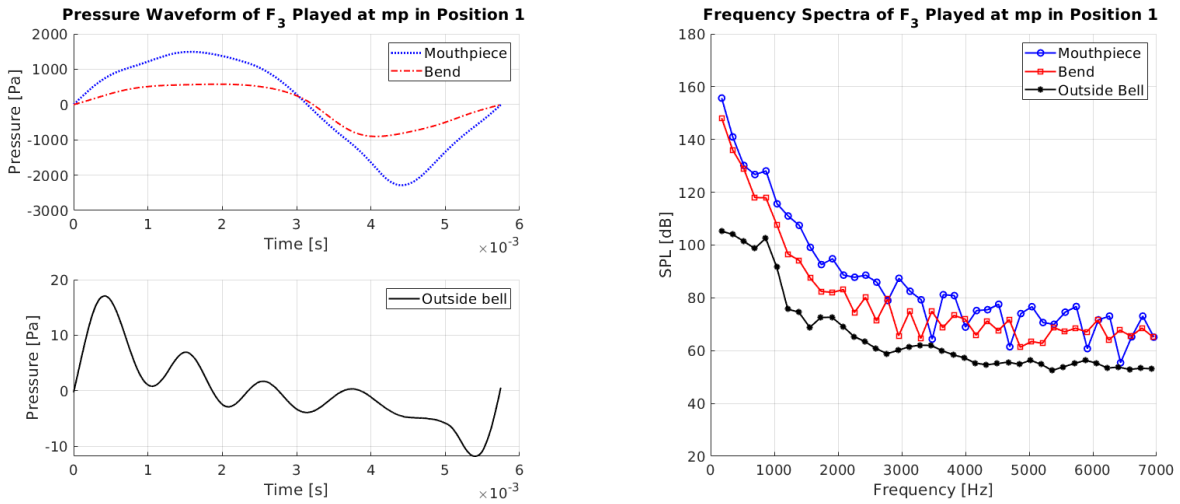 Pressure Waveform of F3 Played at mp in Position 1
2000
1000
0
-1000
-2000
-3000
Pressure [Pa]
Mouthpiece
Bend
0 1 2 3 4 5 6
Time [s]
×10-3
20
10
0
-10
Pressure [Pa]
Outside bell
0 1 2 3 4 5 6
Time [s]
×10-3
Frequency Spectra of F3 Played at mp in Position 1
180
160
140
120
100
80
60
40
20
SPL [dB]
Mouthpiece
Bend
Outside Bell
0 1000 2000 3000 4000 5000 6000 7000
Frequency [Hz]